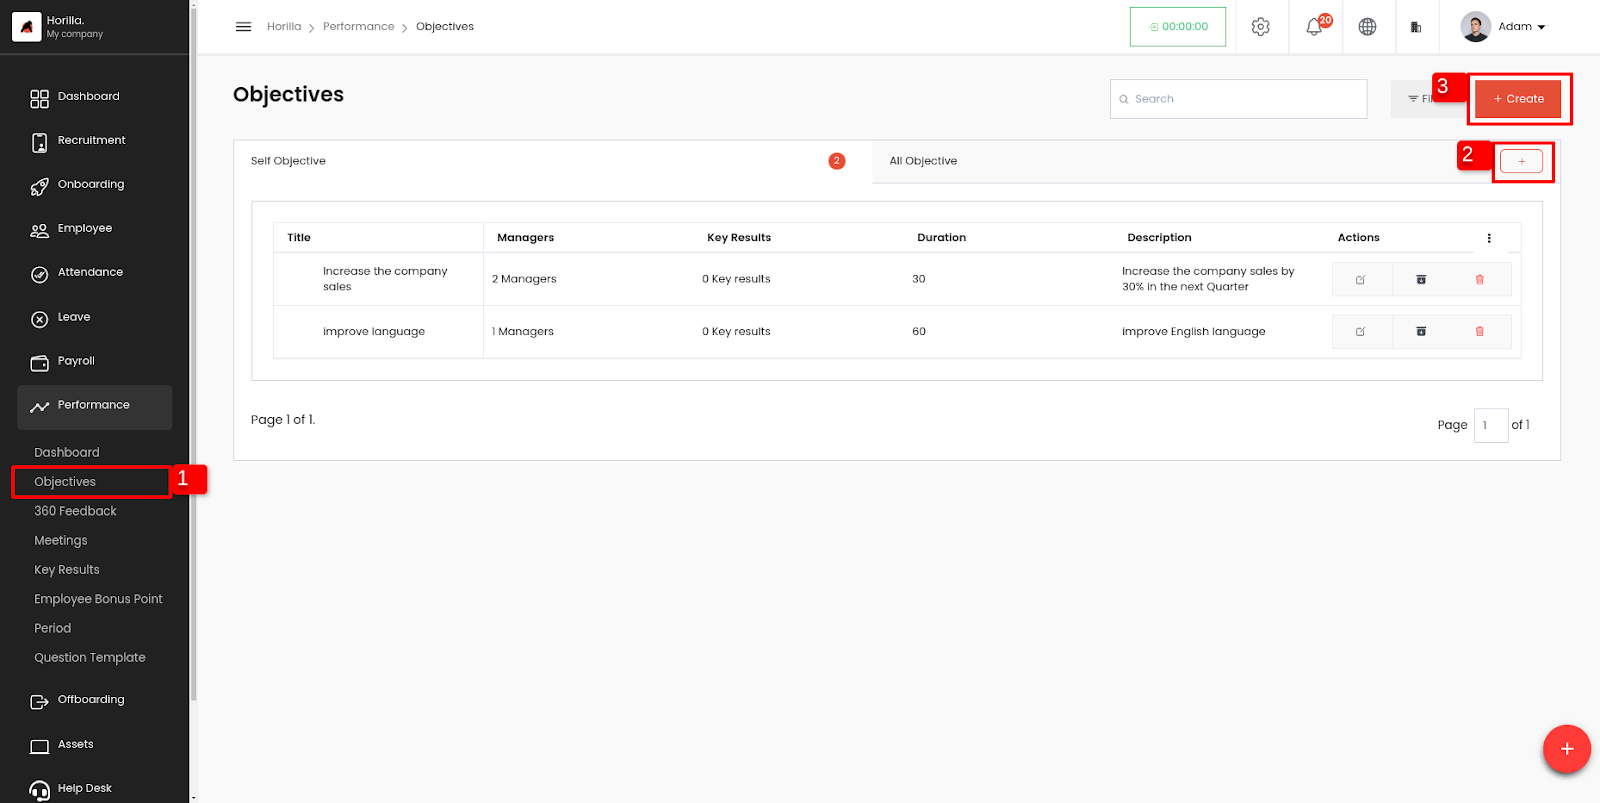 Horilla.
My company
Horilla > Performance > Objectives
00:00:00
20
Adam
Dashboard
Recruitment
Onboarding
Employee
Attendance
Leave
Payroll
Performance
Dashboard
Objectives
1
360 Feedback
Meetings
Key Results
Employee Bonus Point
Period
Question Template
Offboarding
Assets
Help Desk
Objectives
Search
3
+ Create
Self Objective
2
All Objective
2
+
Title Managers Key Results Duration Description Actions
Increase the company
sales
2 Managers
0 Key results
30
Increase the company sales by
30% in the next Quarter
improve language
1 Managers
0 Key results
60
improve English language
Page 1 of 1.
Page 1 of 1
+